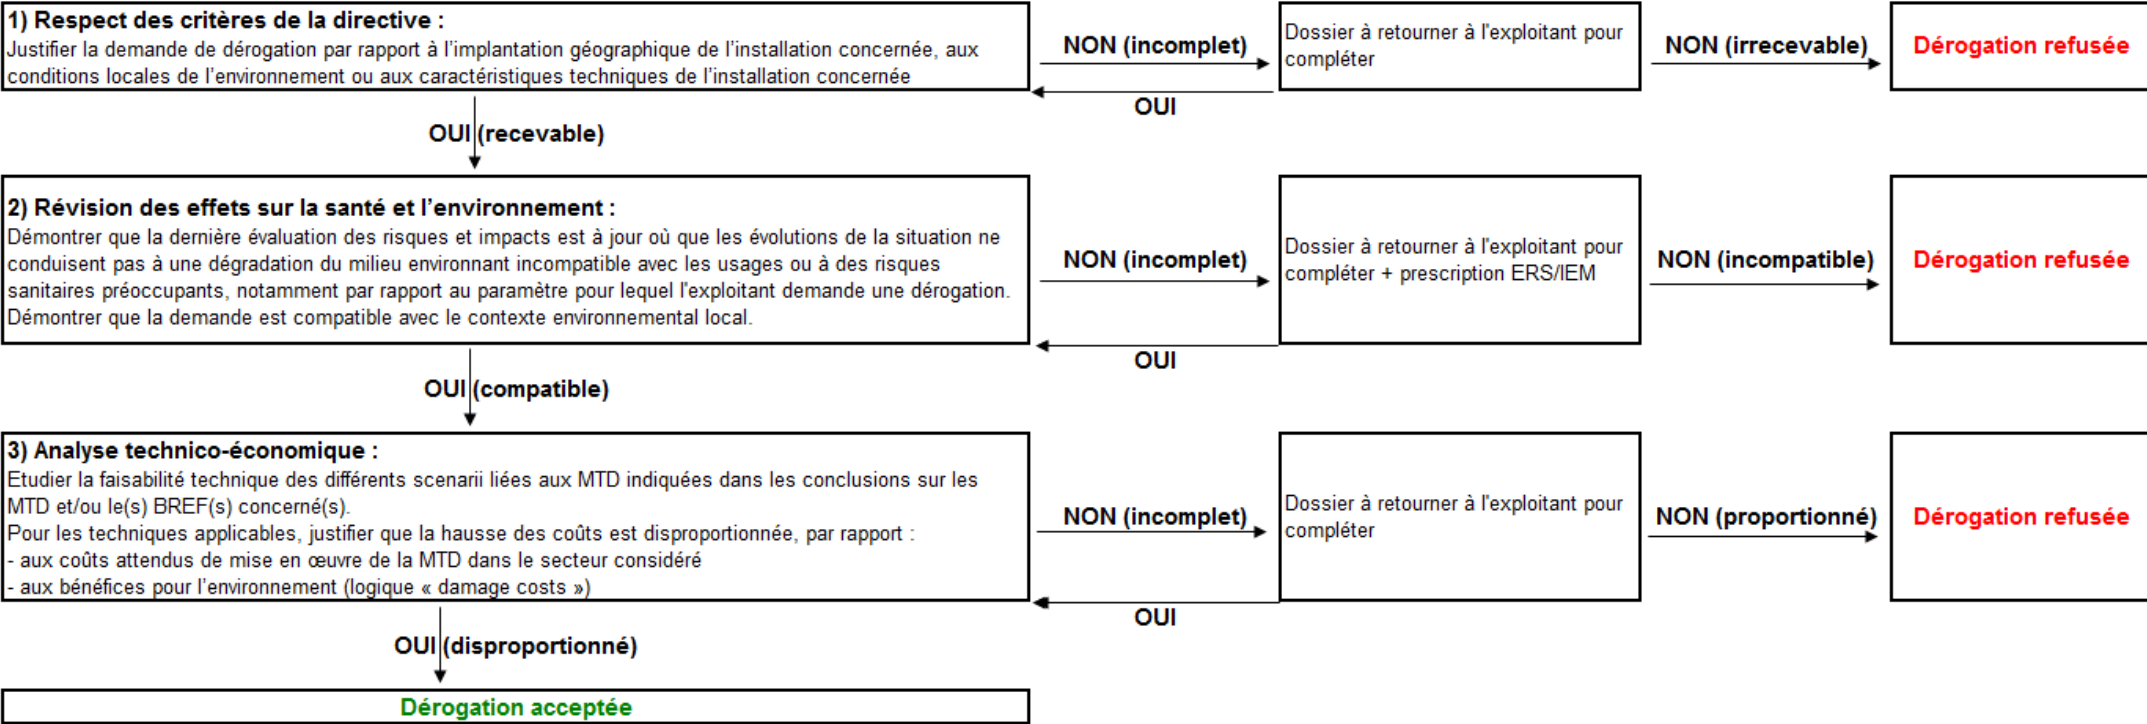 1) Respect des critères de la directive :
Justifier la demande de dérogation par rapport à l'implantation géographique de l'installation concernée, aux
conditions locales de l'environnement ou aux caractéristiques techniques de l'installation concernée
NON (incomplet)
Dossier à retourner à l'exploitant pour
compléter
NON (irrecevable)
Dérogation refusée
OUI
OUI (recevable)
2) Révision des effets sur la santé et l'environnement :
Démontrer que la dernière évaluation des risques et impacts est à jour où que les évolutions de la situation ne
conduisent pas à une dégradation du milieu environnant incompatible avec les usages ou à des risques
sanitaires préoccupants, notamment par rapport au paramètre pour lequel l'exploitant demande une dérogation.
Démontrer que la demande est compatible avec le contexte environnemental local.
NON (incomplet)
Dossier à retourner à l'exploitant pour
compléter + prescription ERS/IEM
NON (incompatible)
Dérogation refusée
OUI
OUI (compatible)
3) Analyse technico-économique :
Etudier la faisabilité technique des différents scenarii liées aux MTD indiquées dans les conclusions sur les
MTD et/ou le(s) BREF(s) concerné(s).
Pour les techniques applicables, justifier que la hausse des coûts est disproportionnée, par rapport :
- aux coûts attendus de mise en œuvre de la MTD dans le secteur considéré
- aux bénéfices pour l'environnement (logique « damage costs »)
NON (incomplet)
Dossier à retourner à l'exploitant pour
compléter
NON (proportionné)
Dérogation refusée
OUI
OUI (disproportionné)
Dérogation acceptée